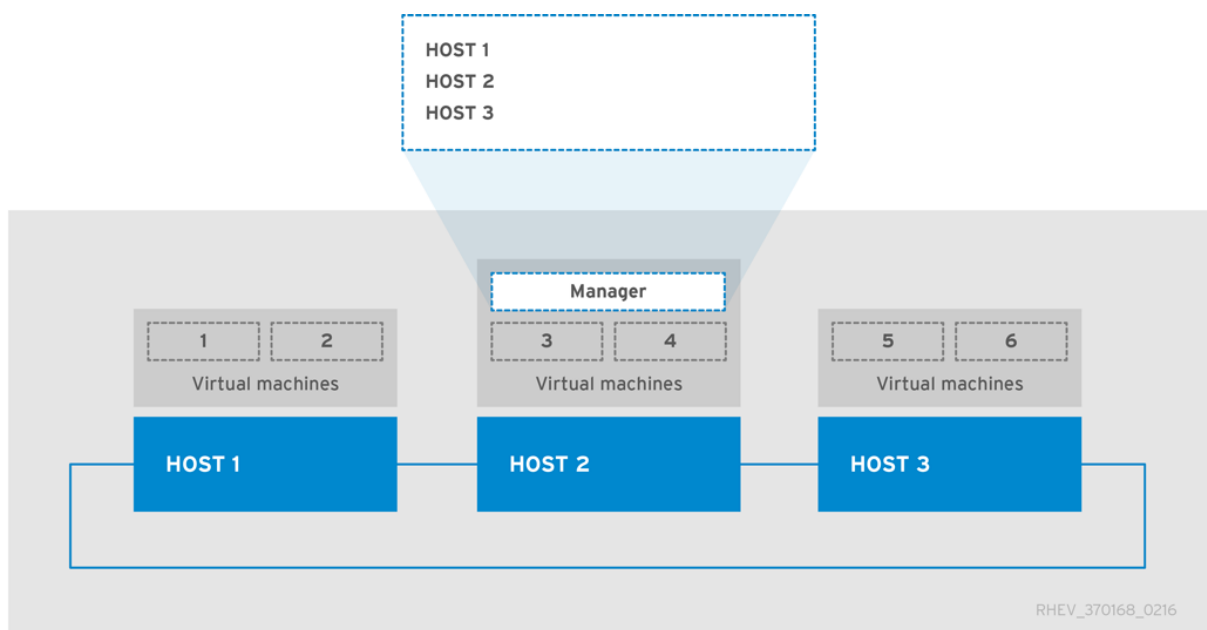 HOST 1
HOST 2
HOST 3
Manager
1 2
3 4
5 6
Virtual machines
Virtual machines
Virtual machines
HOST 1
HOST 2
HOST 3
RHEV_370168_0216